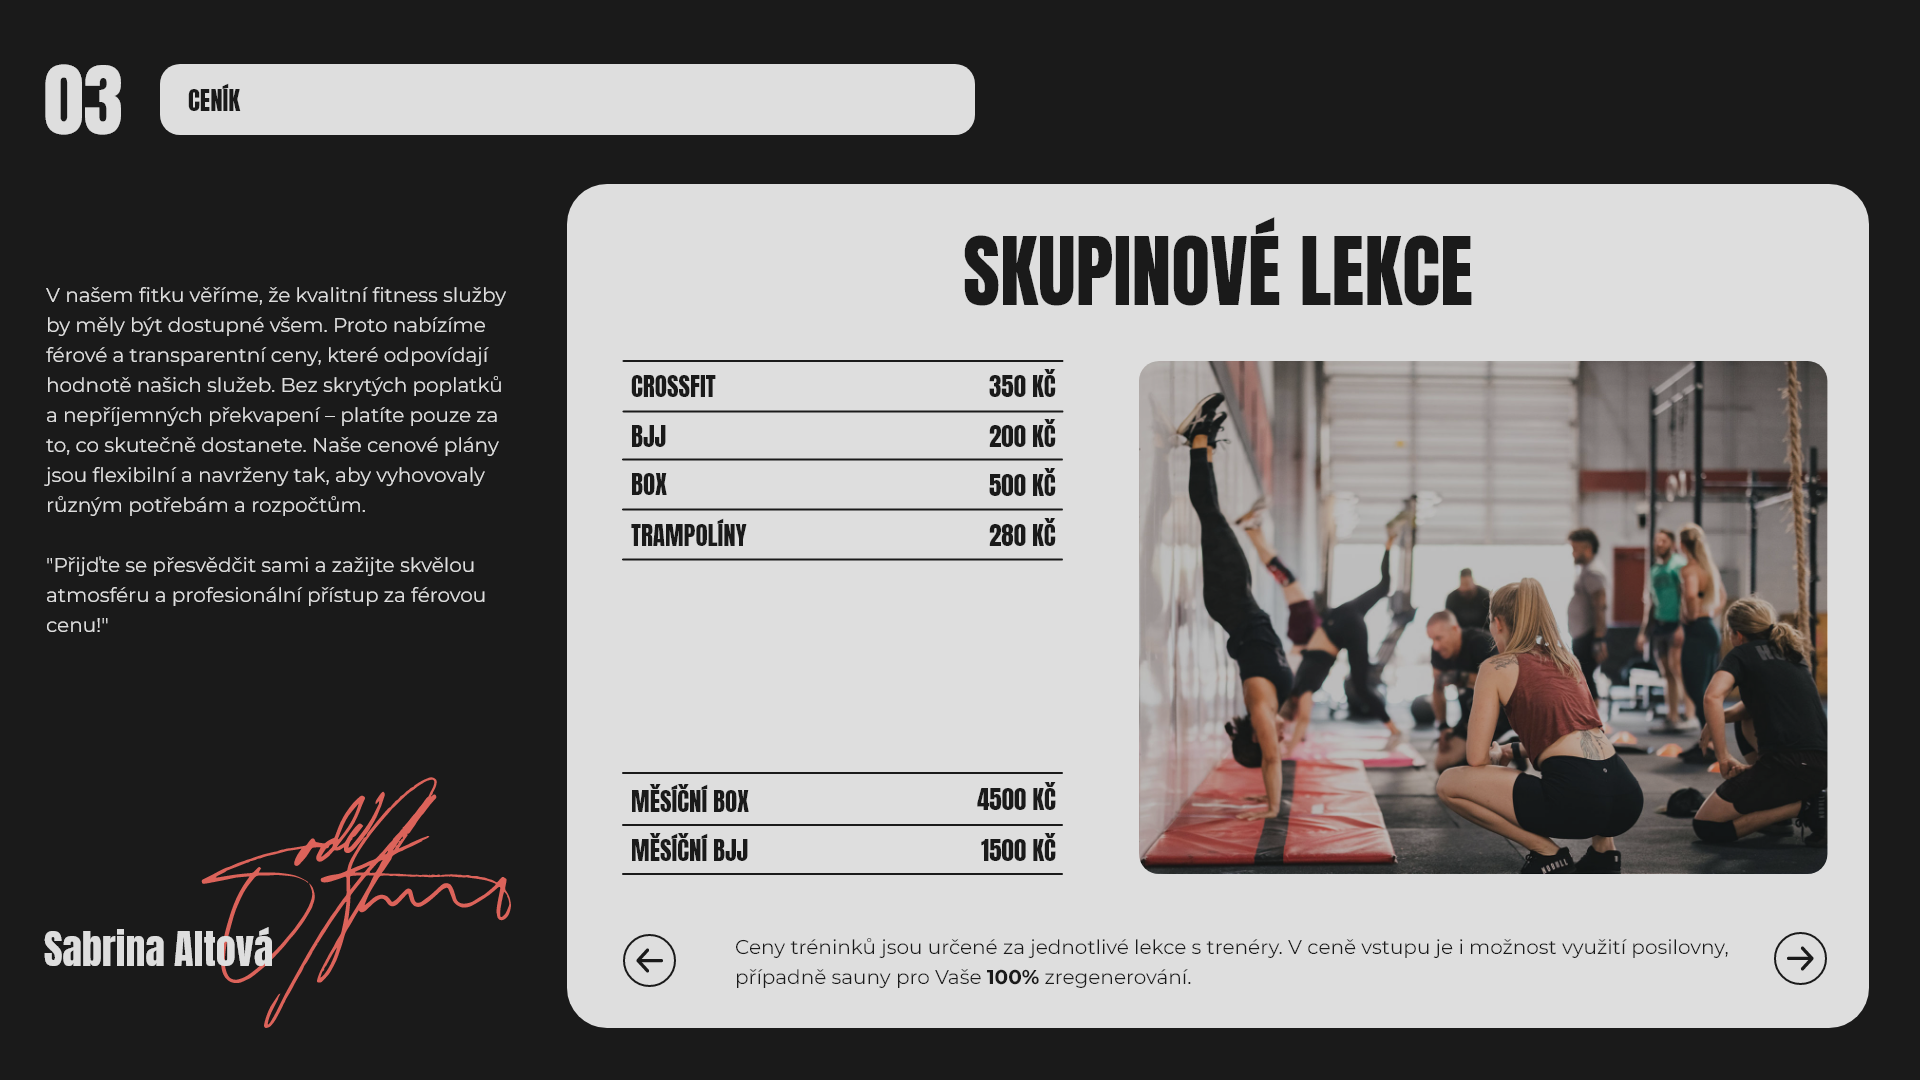 03
CENÍK
V našem fitku věříme, že kvalitní fitness služby
by měly být dostupné všem. Proto nabízíme
férové a transparentní ceny, které odpovídají
hodnotě našich služeb. Bez skrytých poplatků
a nepříjemných překvapení – platíte pouze za
to, co skutečně dostanete. Naše cenové plány
jsou flexibilní a navrženy tak, aby vyhovovaly
různým potřebám a rozpočtům.
"Přijďte se přesvědčit sami a zažijte skvělou
atmosféru a profesionální přístup za férovou
cenu!"
Sabrina Altová
SKUPINOVÉ LEKCE
CROSSFIT 350 KČ
BJJ 200 KČ
BOX 500 KČ
TRAMPOLÍNY 280 KČ
MĚSÍČNÍ BOX 4500 KČ
MĚSÍČNÍ BJJ 1500 KČ
Ceny tréninků jsou určené za jednotlivé lekce s trenéry. V ceně vstupu je i možnost využití posilovny,
případně sauny pro Vaše 100% zregenerování.